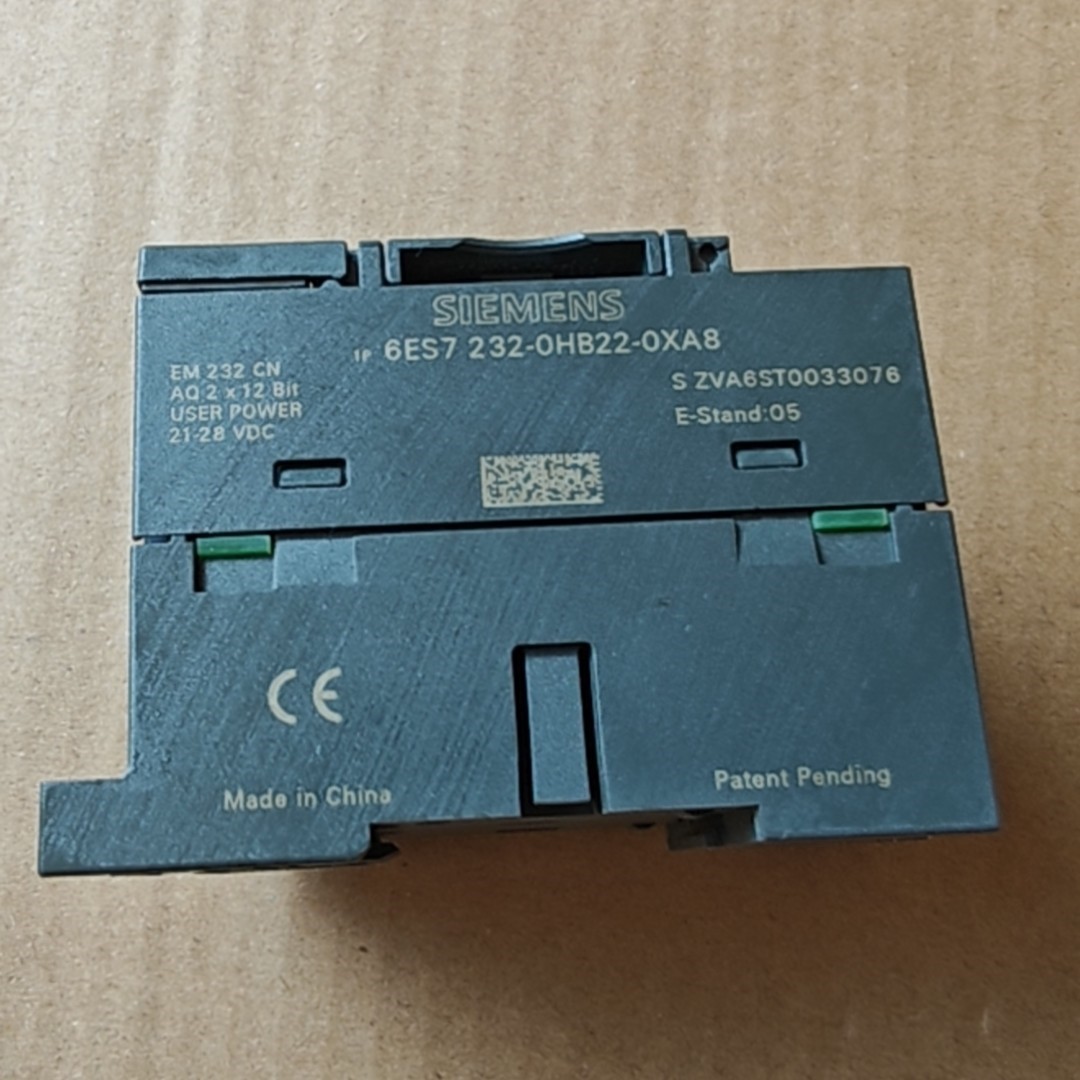 SIEMENS
1P 6ES7 232-0HB22-0XA8
EM 232 CN
AQ 2 x 12 Bit
USER POWER
21-28 VDC
S ZVA6ST0033076
E-Stand:05
CE
Made in China
Patent Pending